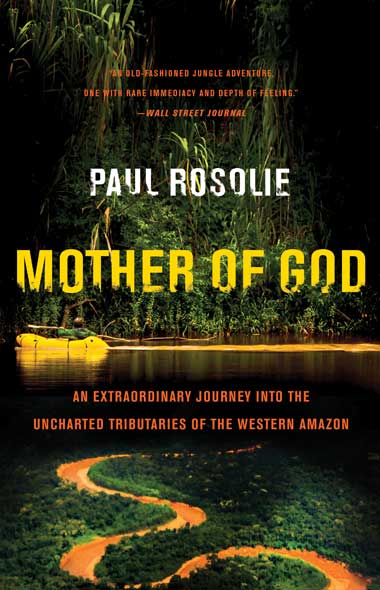 "AN OLD-FASHIONED JUNGLE ADVENTURE,
ONE WITH RARE IMMEDIACY AND DEPTH OF FEELING."
—WALL STREET JOURNAL
PAUL ROSOLIE
MOTHER OF GOD
AN EXTRAORDINARY JOURNEY INTO THE
UNCHARTED TRIBUTARIES OF THE WESTERN AMAZON